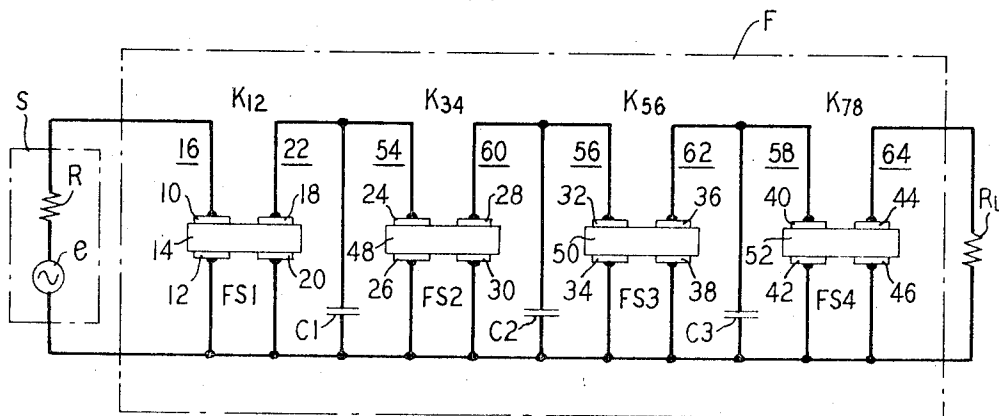 F
S
K12 K34 K56 K78
16 22 54 60 56 62 58 64
R
10 18 24 28 32 36 40 44
RL
14 48 50 52
e
12 FS1 20 26 FS2 30 34 FS3 38 42 FS4 46
C1 C2 C3